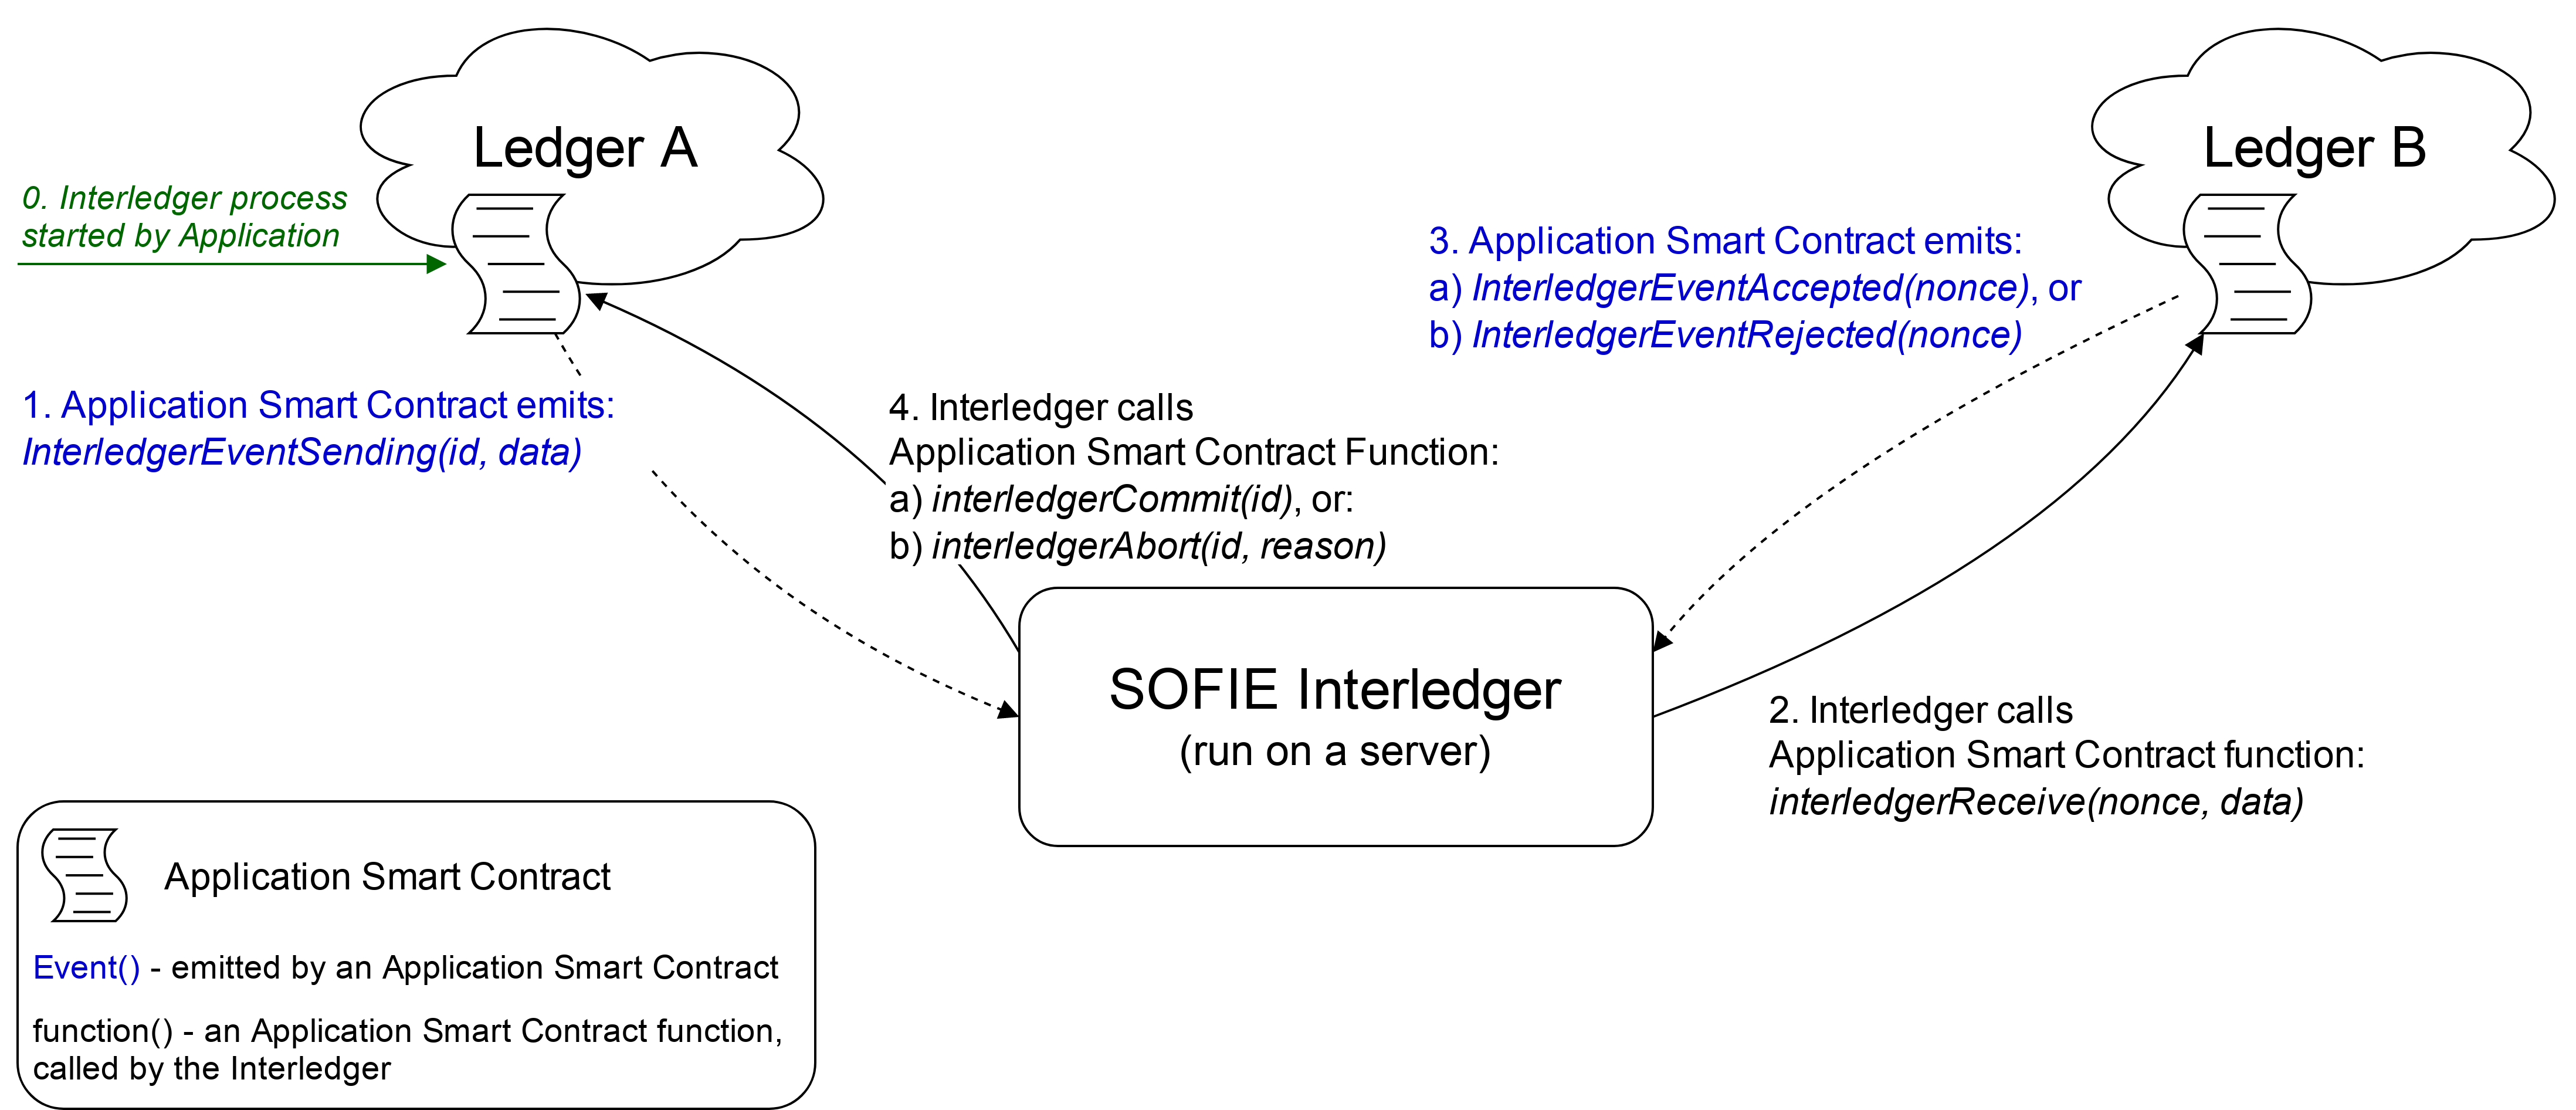 Ledger A
Ledger B
0. Interledger process
started by Application
3. Application Smart Contract emits:
a) InterledgerEventAccepted(nonce), or
b) InterledgerEventRejected(nonce)
1. Application Smart Contract emits:
InterledgerEventSending(id, data)
4. Interledger calls
Application Smart Contract Function:
a) interledgerCommit(id), or:
b) interledgerAbort(id, reason)
SOFIE Interledger
(run on a server)
2. Interledger calls
Application Smart Contract function:
interledgerReceive(nonce, data)
Application Smart Contract
Event() - emitted by an Application Smart Contract
function() - an Application Smart Contract function,
called by the Interledger